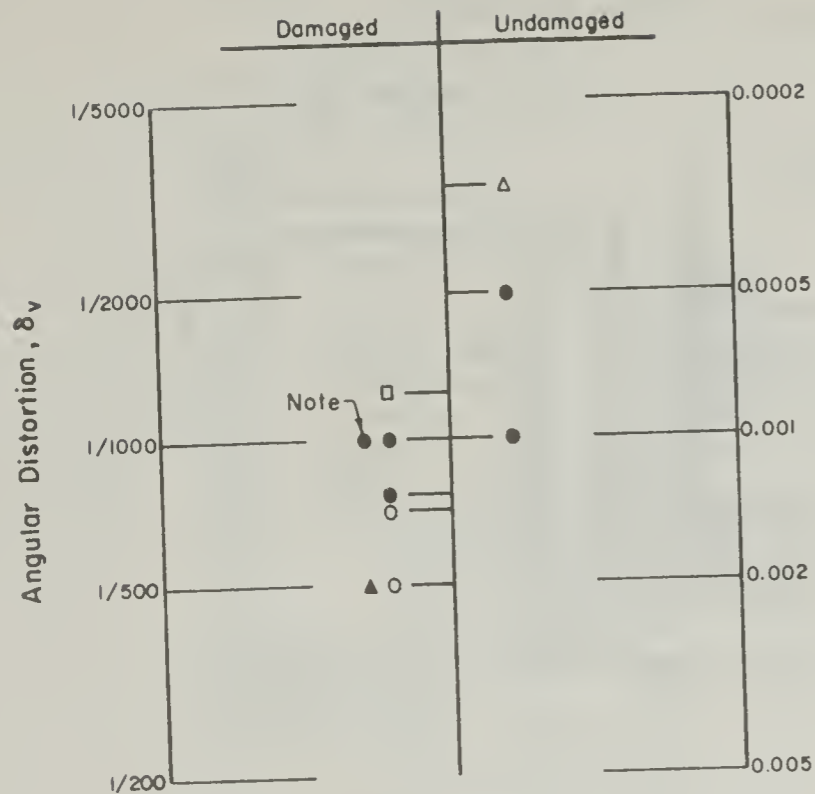 Damaged Undamaged
1/5000 0.0002
1/2000 0.0005
Note
1/1000 0.001
1/500 0.002
1/200 0.005
Angular Distortion, δv